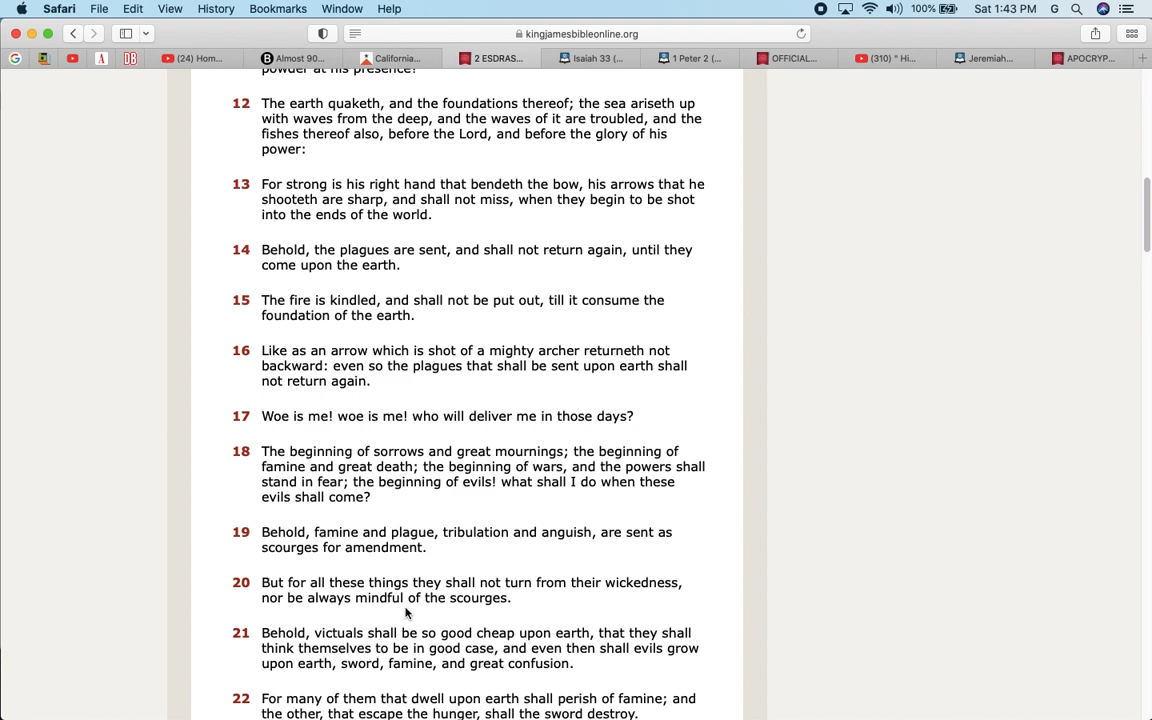 Safari File Edit View History Bookmarks Window Help 100% Sat 1:43 PM G
kingjamesbibleonline.org
G A DB (24) Hom... B Almost 90... California... 2 ESDRAS... Isaiah 33 (... 1 Peter 2 (... OFFICIAL... (310) " Hi... Jeremiah... APOCRYP...
powder at his presence!
12 The earth quaketh, and the foundations thereof; the sea ariseth up
with waves from the deep, and the waves of it are troubled, and the
fishes thereof also, before the Lord, and before the glory of his
power:
13 For strong is his right hand that bendeth the bow, his arrows that he
shooteth are sharp, and shall not miss, when they begin to be shot
into the ends of the world.
14 Behold, the plagues are sent, and shall not return again, until they
come upon the earth.
15 The fire is kindled, and shall not be put out, till it consume the
foundation of the earth.
16 Like as an arrow which is shot of a mighty archer returneth not
backward: even so the plagues that shall be sent upon earth shall
not return again.
17 Woe is me! woe is me! who will deliver me in those days?
18 The beginning of sorrows and great mournings; the beginning of
famine and great death; the beginning of wars, and the powers shall
stand in fear; the beginning of evils! what shall I do when these
evils shall come?
19 Behold, famine and plague, tribulation and anguish, are sent as
scourges for amendment.
20 But for all these things they shall not turn from their wickedness,
nor be always mindful of the scourges.
21 Behold, victuals shall be so good cheap upon earth, that they shall
think themselves to be in good case, and even then shall evils grow
upon earth, sword, famine, and great confusion.
22 For many of them that dwell upon earth shall perish of famine; and
the other, that escape the hunger, shall the sword destroy.